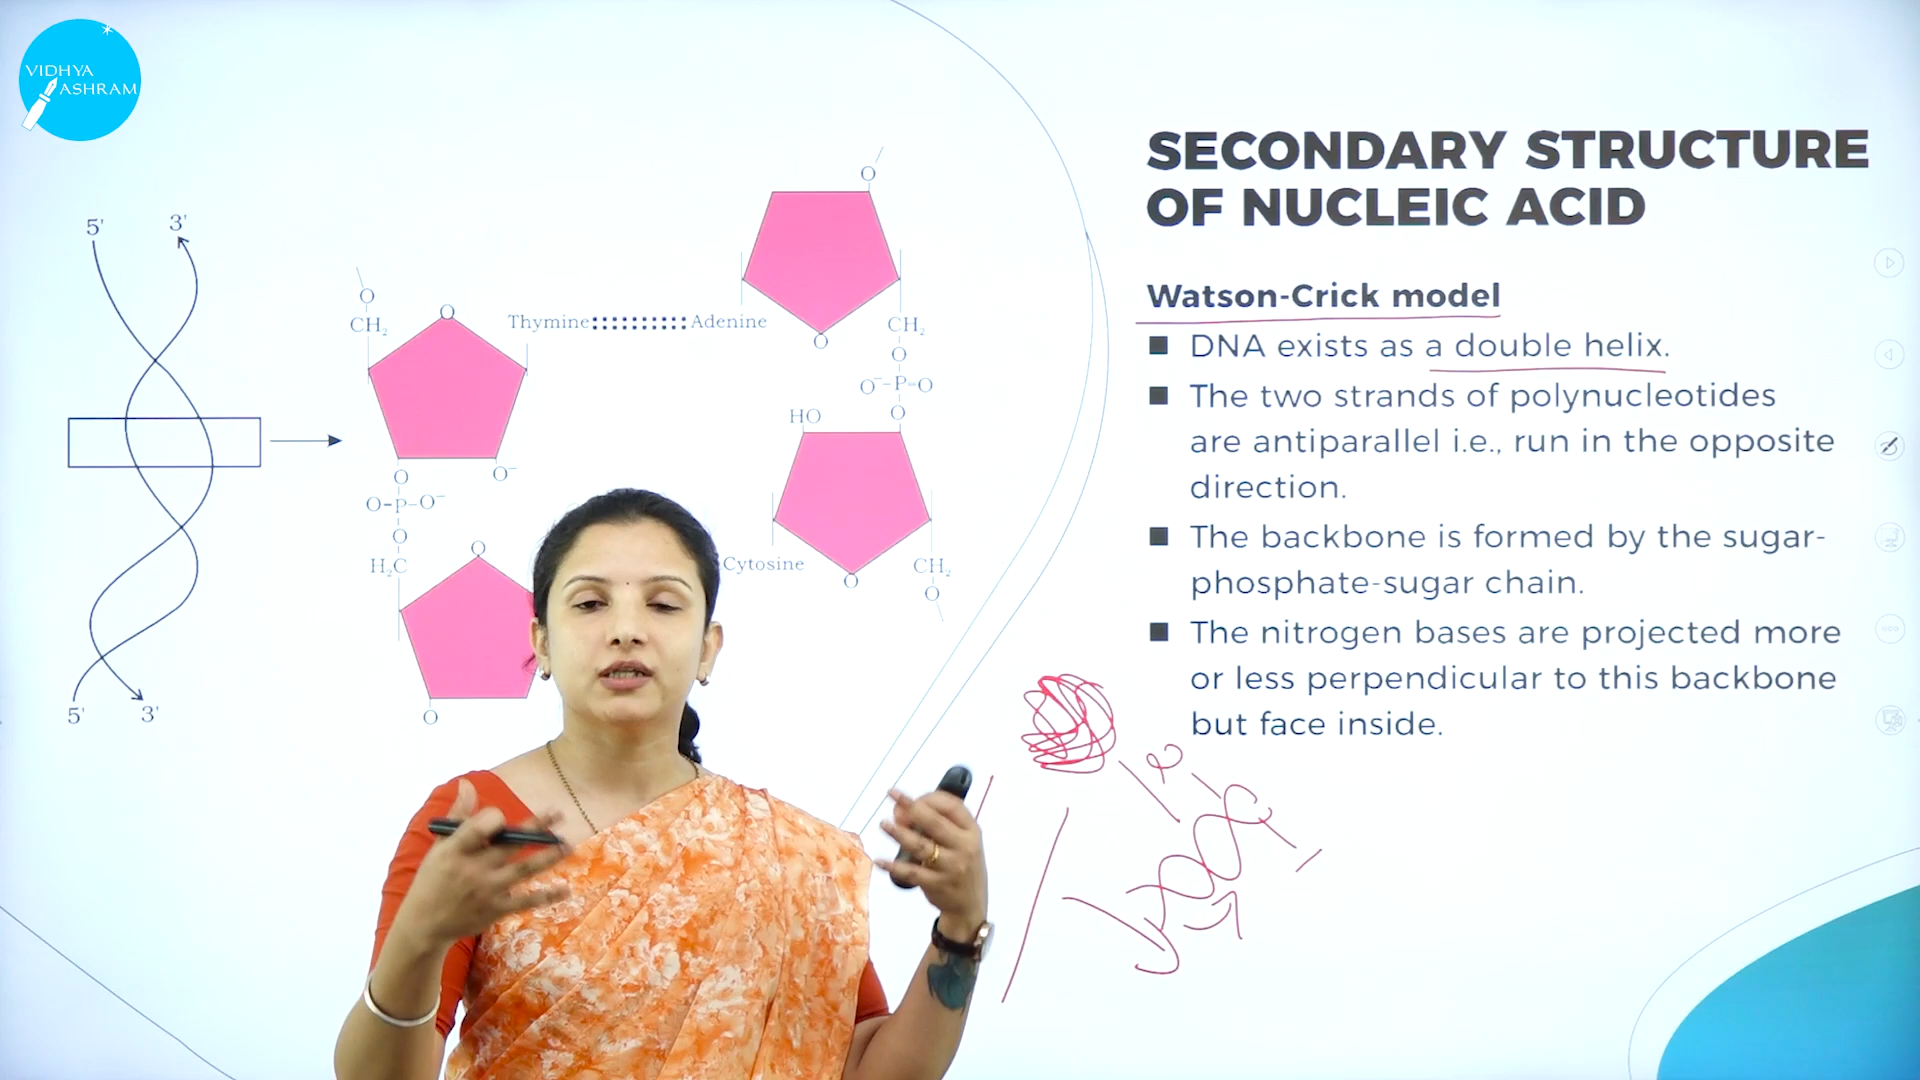 VIDHYA
ASHRAM
SECONDARY STRUCTURE
OF NUCLEIC ACID
Watson-Crick model
■ DNA exists as a double helix.
■ The two strands of polynucleotides
are antiparallel i.e., run in the opposite
direction.
■ The backbone is formed by the sugar-
phosphate-sugar chain.
■ The nitrogen bases are projected more
or less perpendicular to this backbone
but face inside.
5' 3'
5' 3'
O
CH₂
O
Thymine Adenine
O
O
O⁻
O-P-O⁻
O
H₂C
O
O
O
CH₂
O
O⁻-P=O
O
HO
Cytosine
O
CH₂
O